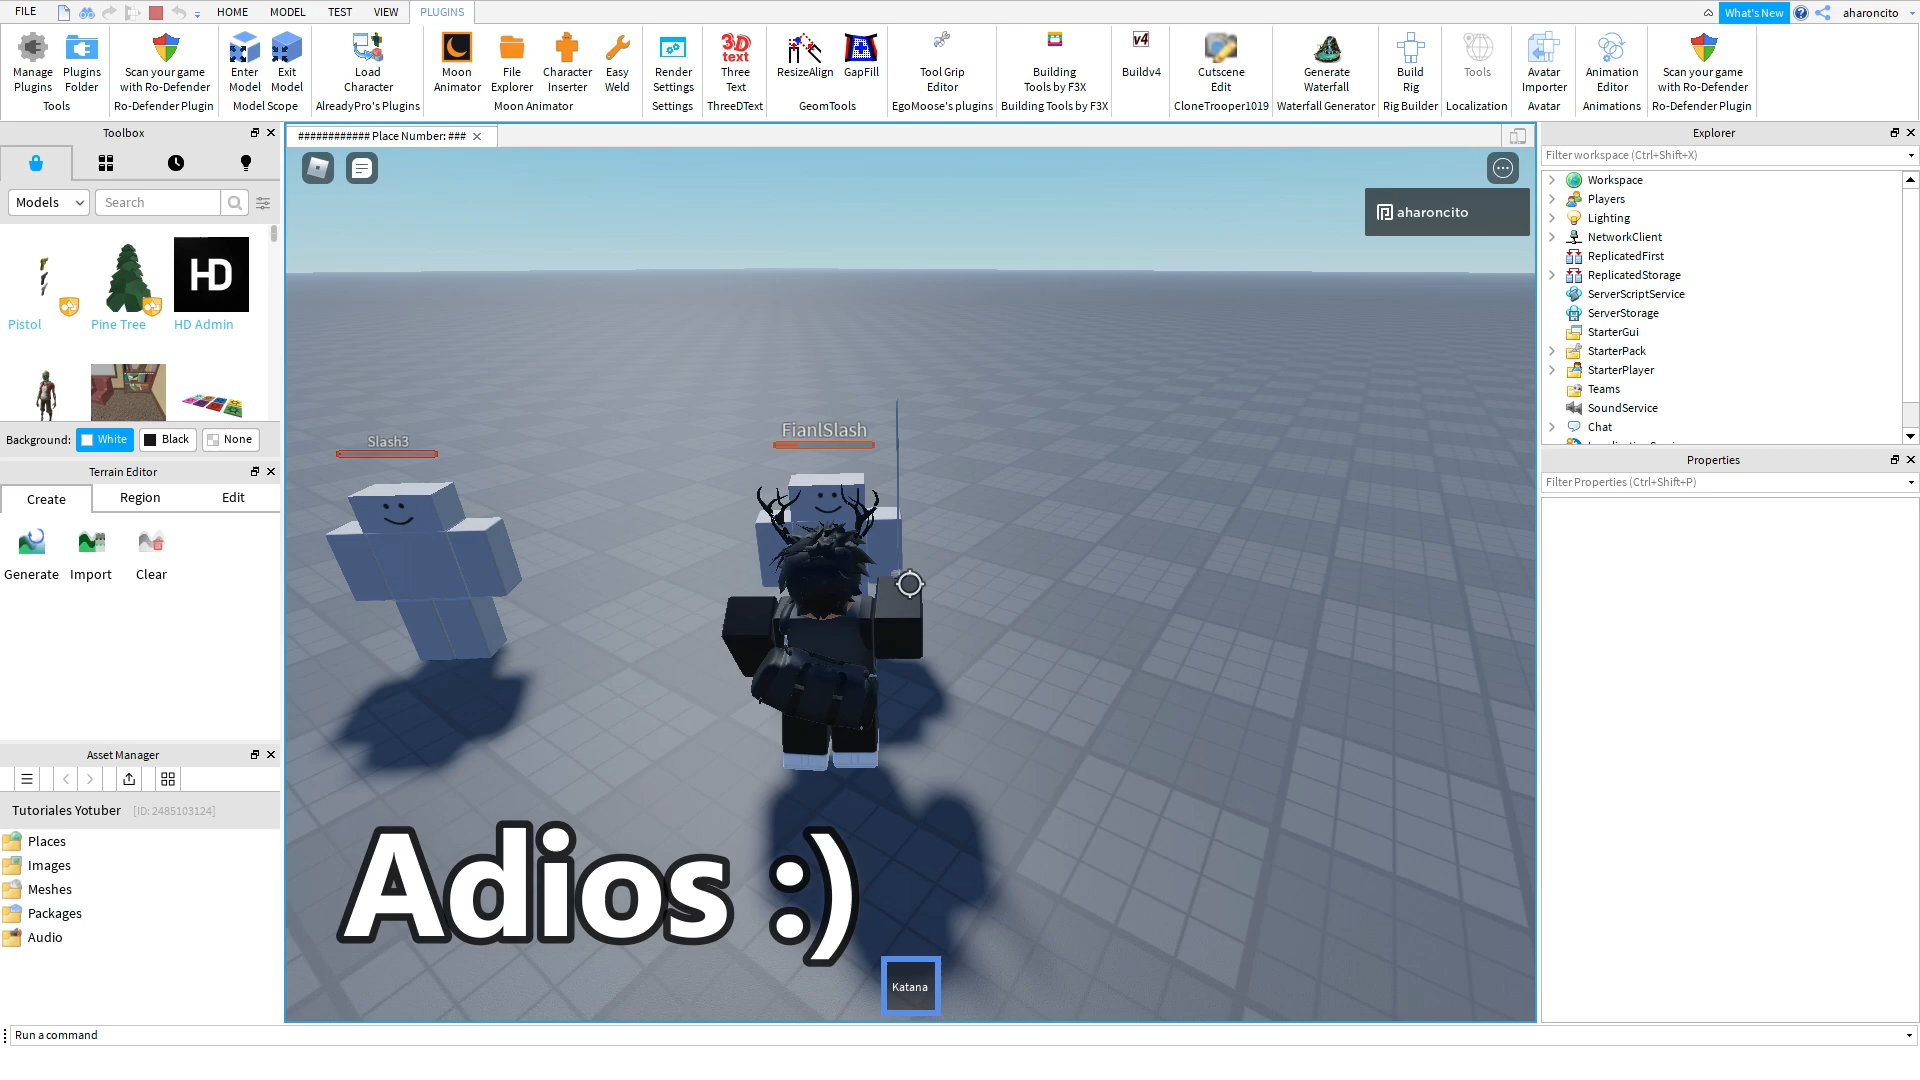 FILE HOME MODEL TEST VIEW PLUGINS What's New ? aharoncito
Manage Plugins
Plugins Folder
Scan your game with Ro-Defender
Enter Model
Exit Model
Load Character
Moon Animator
File Explorer
Character Inserter
Easy Weld
Render Settings
3D text
Three Text
ResizeAlign
GapFill
Tool Grip Editor
Building Tools by F3X
v4
Buildv4
Cutscene Edit
Generate Waterfall
Build Rig
Tools
Avatar Importer
Animation Editor
Scan your game with Ro-Defender
Tools Ro-Defender Plugin Model Scope AlreadyPro's Plugins Moon Animator Settings ThreeDText GeomTools EgoMoose's plugins Building Tools by F3X CloneTrooper1019 Waterfall Generator Rig Builder Localization Avatar Animations Ro-Defender Plugin
Toolbox
Models
Search
HD
Pistol Pine Tree HD Admin
Background: White Black None
Terrain Editor
Create Region Edit
Generate Import Clear
Asset Manager
Tutoriales Yotuber [ID: 2485103124]
Places
Images
Meshes
Packages
Audio
############ Place Number: ###
aharoncito
Slash3
FianlSlash
Adios :)
Katana
Explorer
Filter workspace (Ctrl+Shift+X)
Workspace
Players
Lighting
NetworkClient
ReplicatedFirst
ReplicatedStorage
ServerScriptService
ServerStorage
StarterGui
StarterPack
StarterPlayer
Teams
SoundService
Chat
Properties
Filter Properties (Ctrl+Shift+P)
Run a command